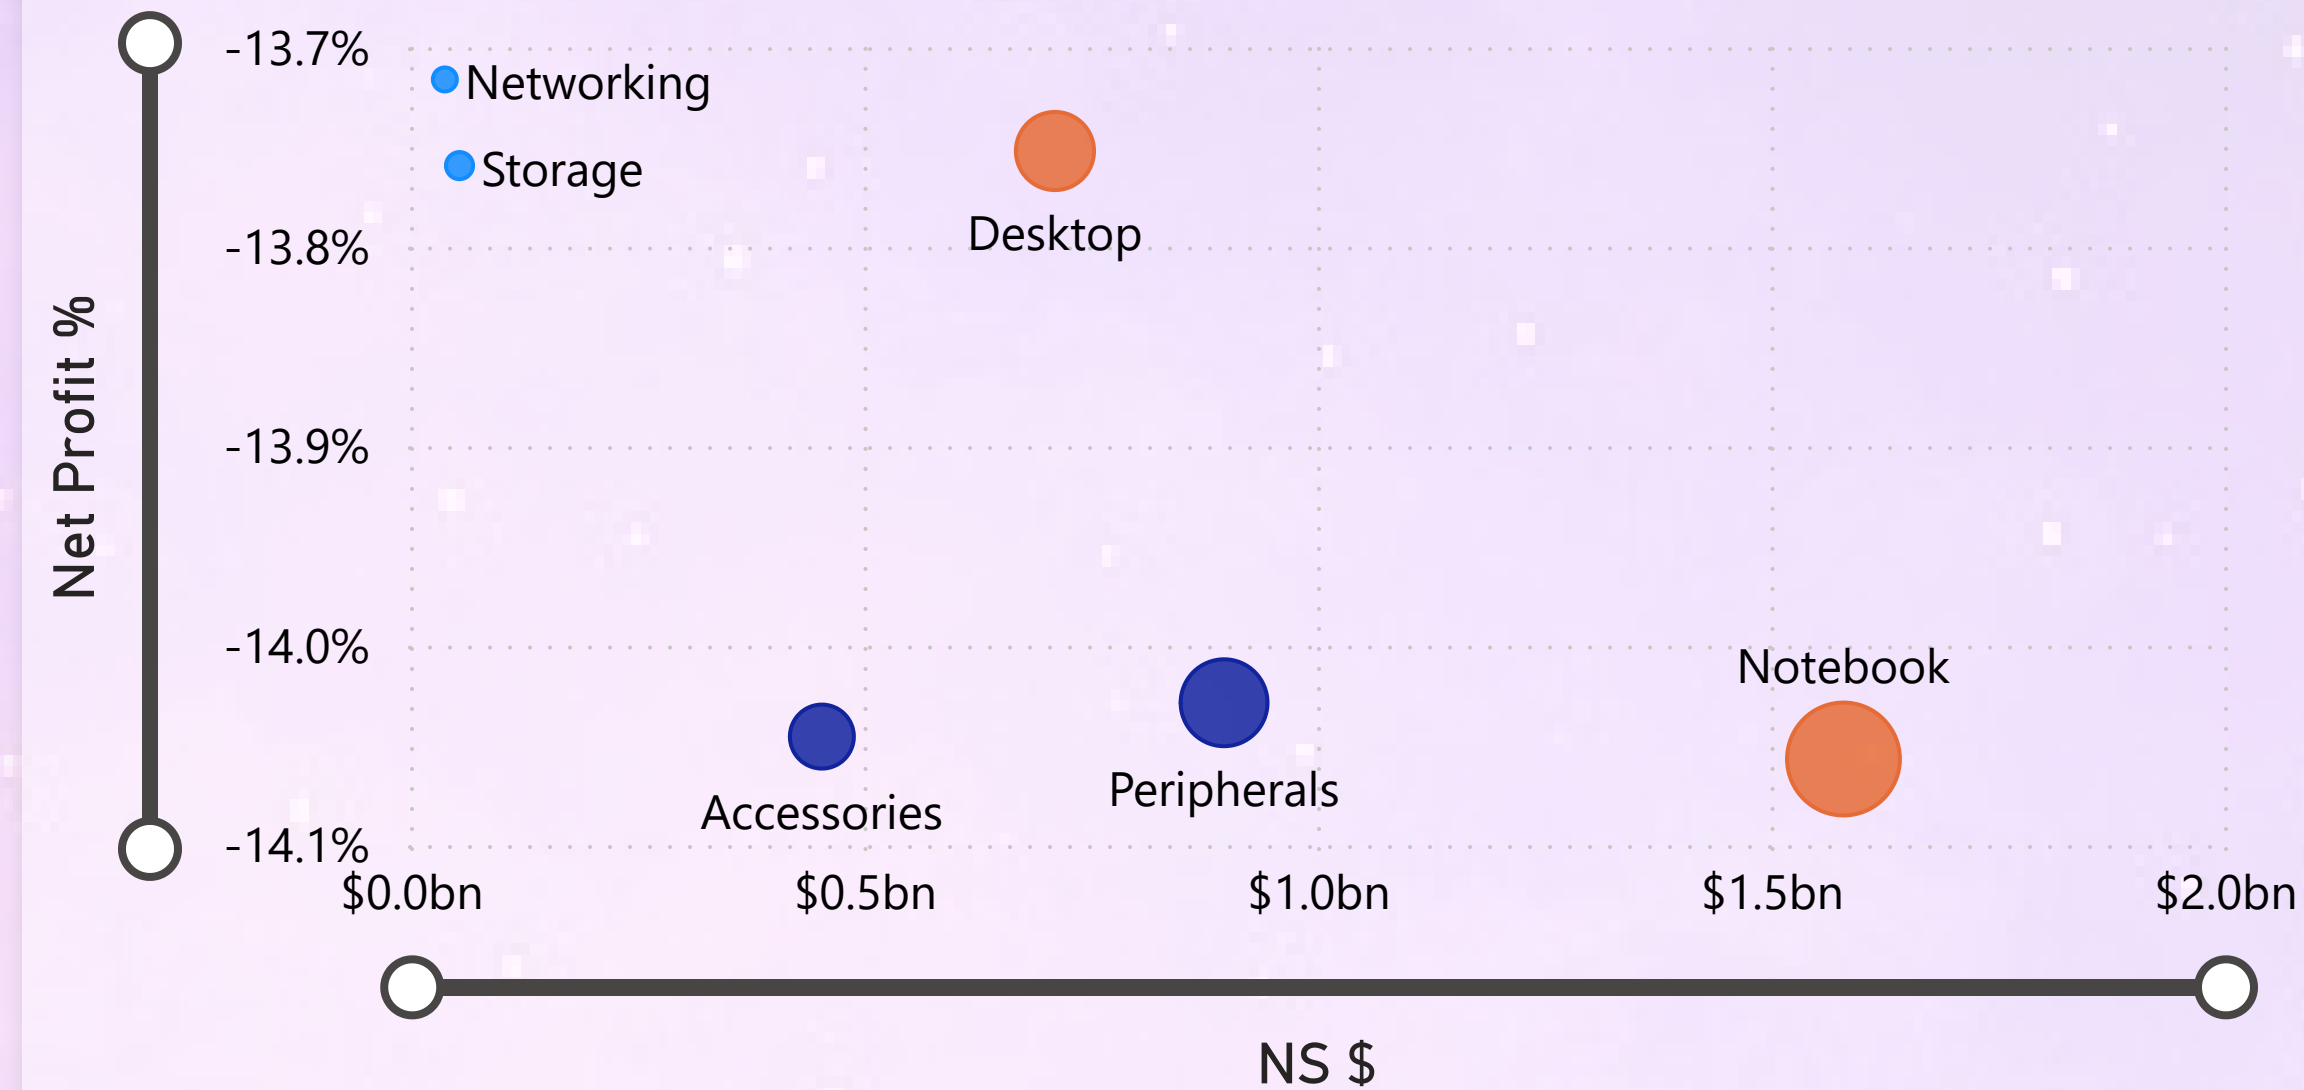 -13.7%
Networking
Storage
Desktop
-13.8%
-13.9%
Net Profit %
-14.0%
Notebook
Peripherals
Accessories
-14.1%
$0.0bn $0.5bn $1.0bn $1.5bn $2.0bn
NS $